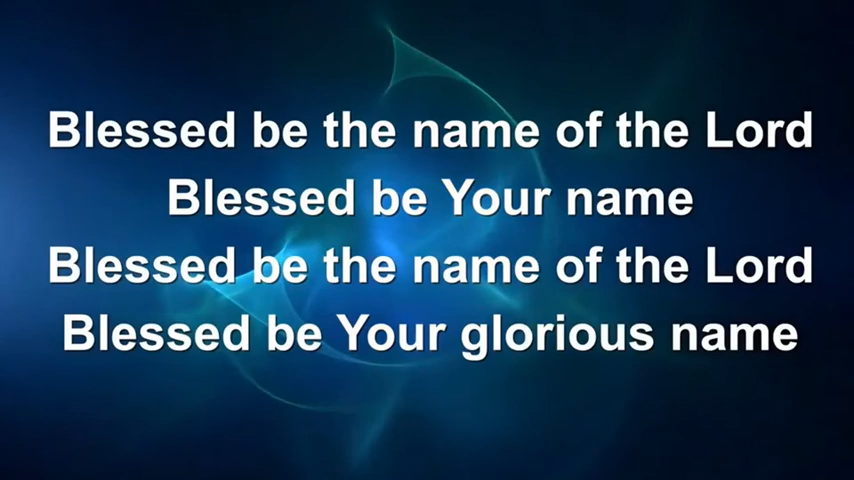 Blessed be the name of the Lord
Blessed be Your name
Blessed be the name of the Lord
Blessed be Your glorious name